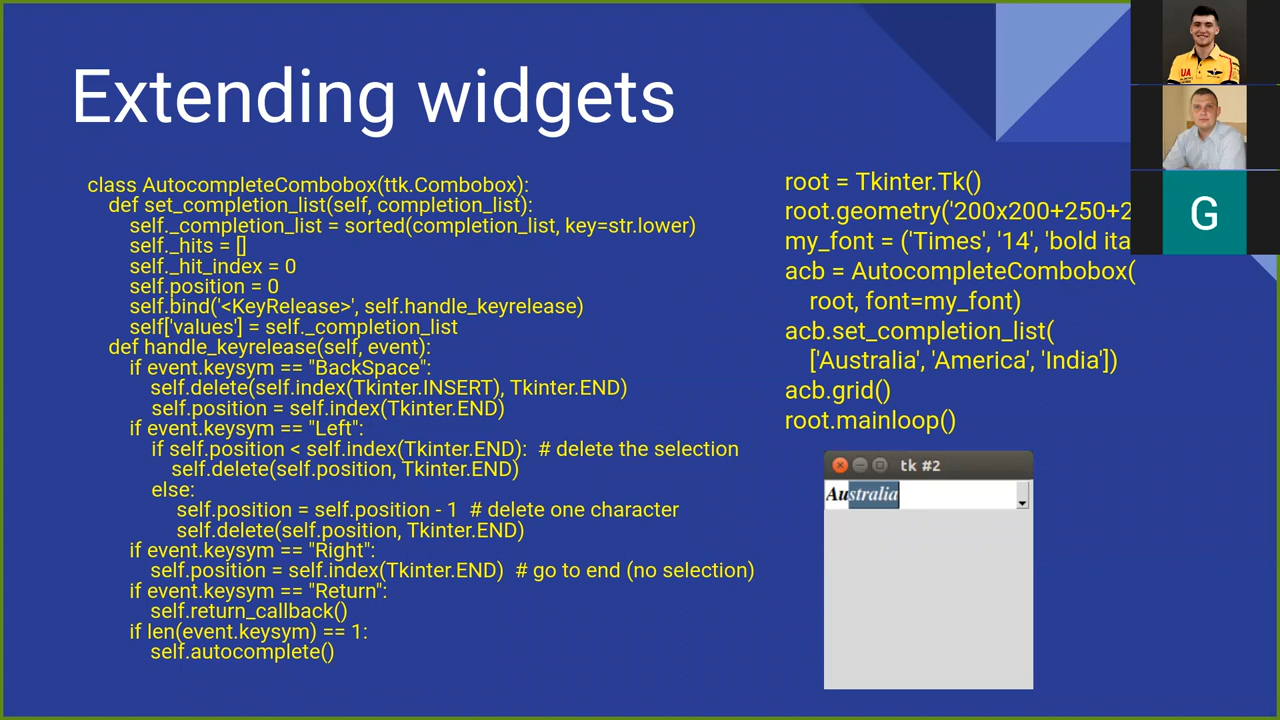 Extending widgets
class AutocompleteCombobox(ttk.Combobox):
def set_completion_list(self, completion_list):
self._completion_list = sorted(completion_list, key=str.lower)
self._hits = []
self._hit_index = 0
self.position = 0
self.bind('<KeyRelease>', self.handle_keyrelease)
self['values'] = self._completion_list
def handle_keyrelease(self, event):
if event.keysym == "BackSpace":
self.delete(self.index(Tkinter.INSERT), Tkinter.END)
self.position = self.index(Tkinter.END)
if event.keysym == "Left":
if self.position < self.index(Tkinter.END):  # delete the selection
self.delete(self.position, Tkinter.END)
else:
self.position = self.position - 1  # delete one character
self.delete(self.position, Tkinter.END)
if event.keysym == "Right":
self.position = self.index(Tkinter.END)  # go to end (no selection)
if event.keysym == "Return":
self.return_callback()
if len(event.keysym) == 1:
self.autocomplete()
root = Tkinter.Tk()
root.geometry('200x200+250+2
my_font = ('Times', '14', 'bold ita
acb = AutocompleteCombobox(
root, font=my_font)
acb.set_completion_list(
['Australia', 'America', 'India'])
acb.grid()
root.mainloop()
tk #2
Australia
UA
G